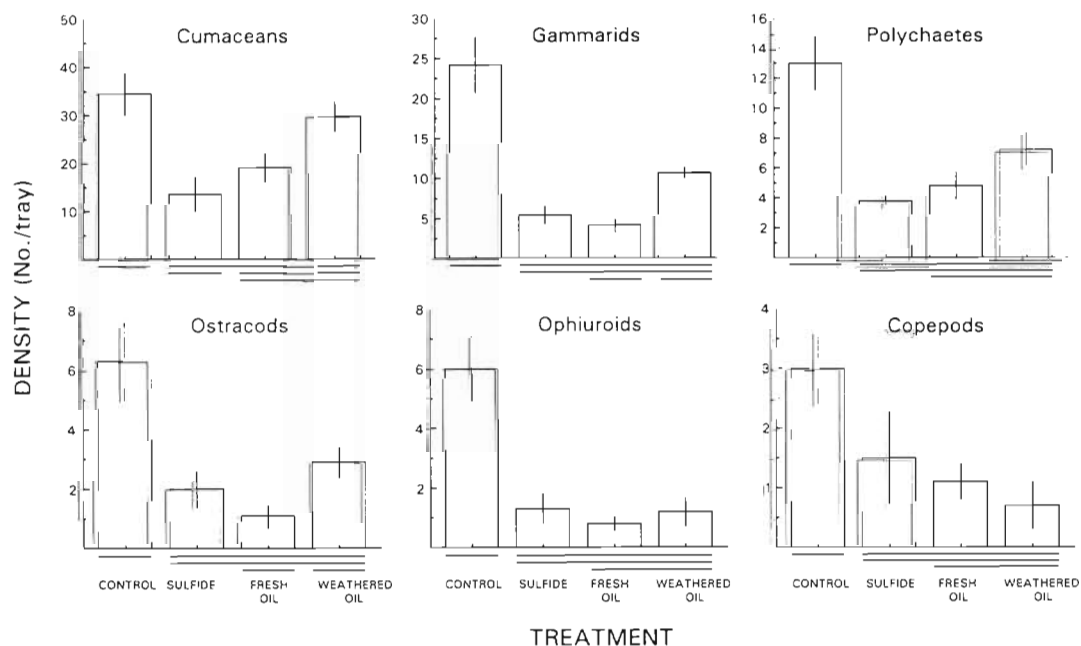 DENSITY (No./tray)
Cumaceans
50
40
30
20
10
Gammarids
30
25
20
15
10
5
Polychaetes
16
14
12
10
8
6
4
2
Ostracods
8
6
4
2
Ophiuroids
8
6
4
2
Copepods
4
3
2
1
CONTROL SULFIDE FRESH OIL WEATHERED OIL
CONTROL SULFIDE FRESH OIL WEATHERED OIL
CONTROL SULFIDE FRESH OIL WEATHERED OIL
TREATMENT